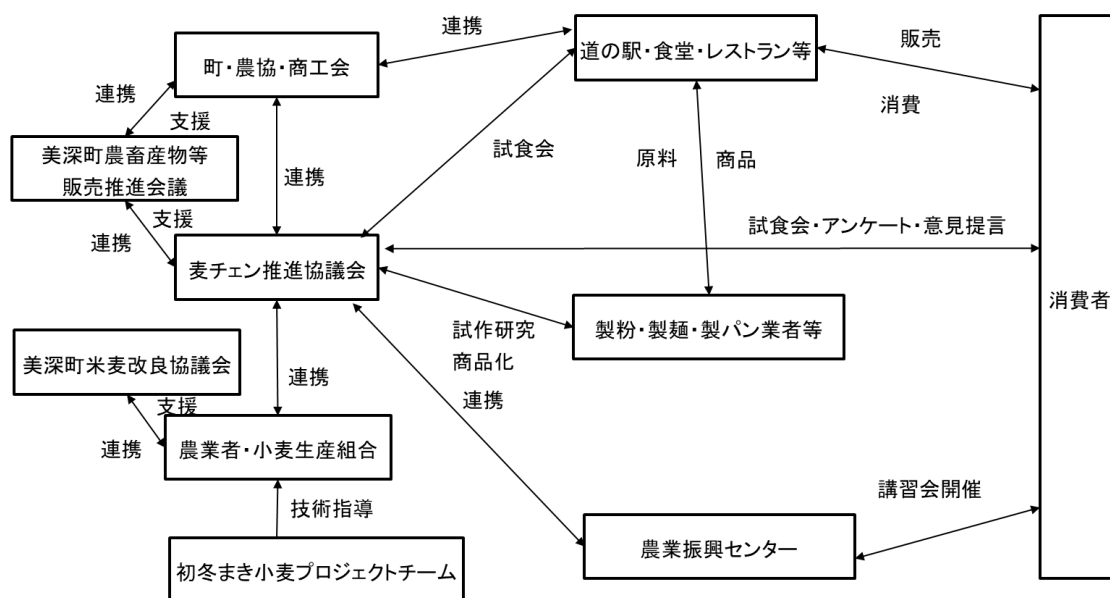 連携
道の駅・食堂・レストラン等
販売
町・農協・商工会
連携
支援
消費
美深町農畜産物等
販売推進会議
試食会
原料
商品
連携
支援
連携
試食会・アンケート・意見提言
麦チェン推進協議会
消費者
製粉・製麺・製パン業者等
試作研究
商品化
美深町米麦改良協議会
連携
連携
支援
連携
農業者・小麦生産組合
講習会開催
技術指導
農業振興センター
初冬まき小麦プロジェクトチーム